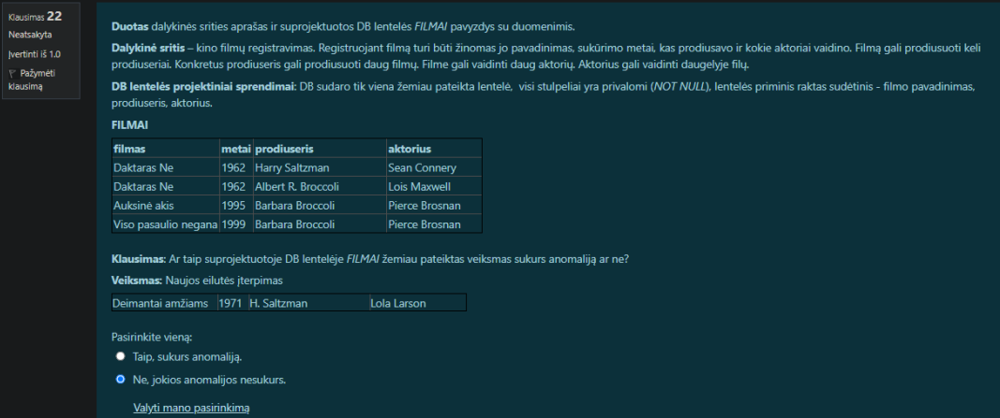 Klausimas 22
Neatsakyta
Įvertinti iš 1.0
Pažymėti
klausimą
Duotas dalykinės srities aprašas ir suprojektuotos DB lentelės FILMAI pavyzdys su duomenimis.
Dalykinė sritis – kino filmų registravimas. Registruojant filmą turi būti žinomas jo pavadinimas, sukūrimo metai, kas prodiusavo ir kokie aktoriai vaidino. Filmą gali prodiusuoti keli
prodiuseriai. Konkretus prodiuseris gali prodiusuoti daug filmų. Filme gali vaidinti daug aktorių. Aktorius gali vaidinti daugelyje filų.
DB lentelės projektiniai sprendimai: DB sudaro tik viena žemiau pateikta lentelė, visi stulpeliai yra privalomi (NOT NULL), lentelės priminis raktas sudėtinis - filmo pavadinimas,
prodiuseris, aktorius.
FILMAI
filmas metai prodiuseris aktorius
Daktaras Ne 1962 Harry Saltzman Sean Connery
Daktaras Ne 1962 Albert R. Broccoli Lois Maxwell
Auksinė akis 1995 Barbara Broccoli Pierce Brosnan
Viso pasaulio negana 1999 Barbara Broccoli Pierce Brosnan
Klausimas: Ar taip suprojektuotoje DB lentelėje FILMAI žemiau pateiktas veiksmas sukurs anomaliją ar ne?
Veiksmas: Naujos eilutės įterpimas
Deimantai amžiams 1971 H. Saltzman Lola Larson
Pasirinkite vieną:
Taip, sukurs anomaliją.
Ne, jokios anomalijos nesukurs.
Valyti mano pasirinkimą